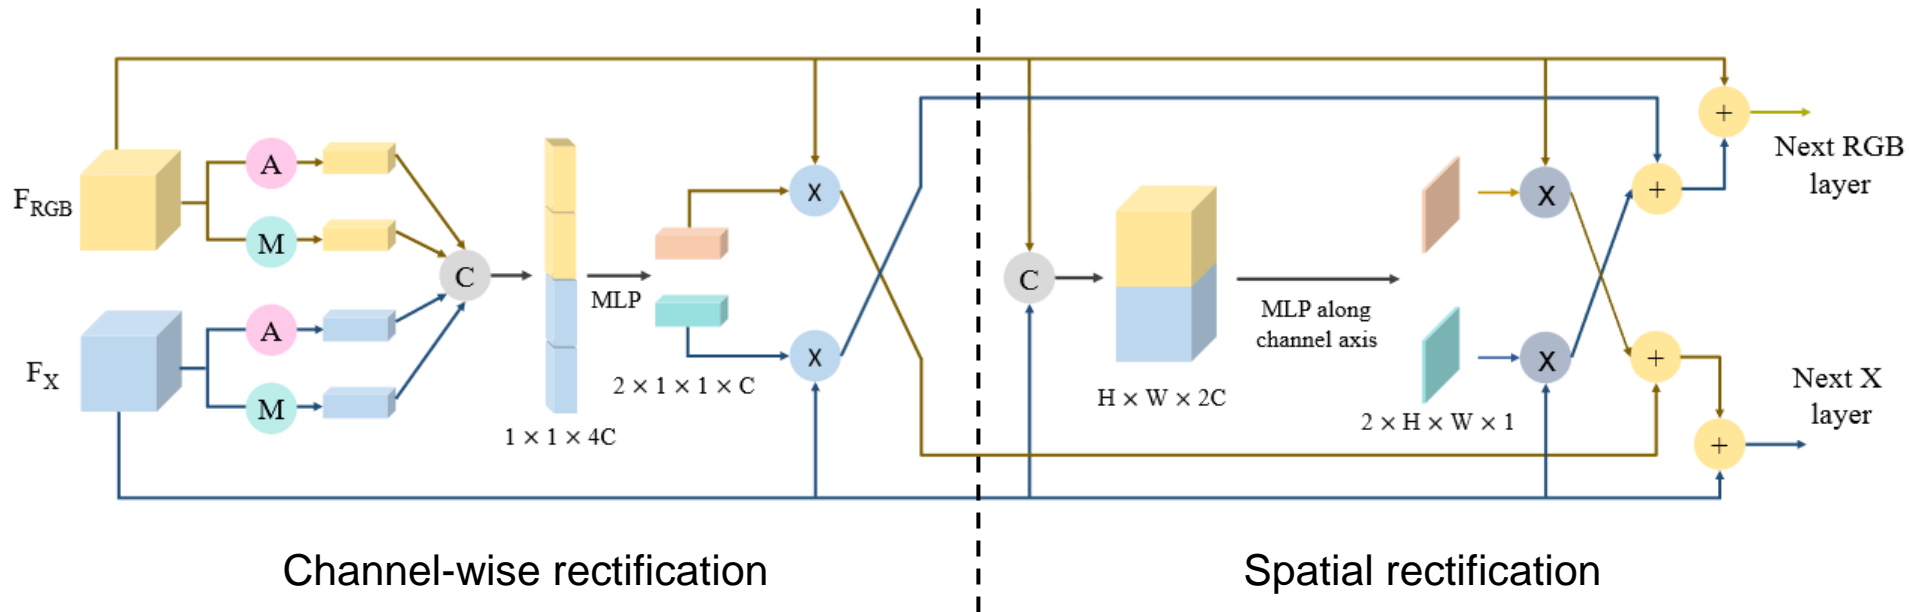 F_RGB
A
M
C
MLP
X
F_X
A
M
X
2 × 1 × 1 × C
1 × 1 × 4C
Channel-wise rectification
C
MLP along
channel axis
H × W × 2C
2 × H × W × 1
X
X
+
+
+
+
Next RGB
layer
Next X
layer
Spatial rectification